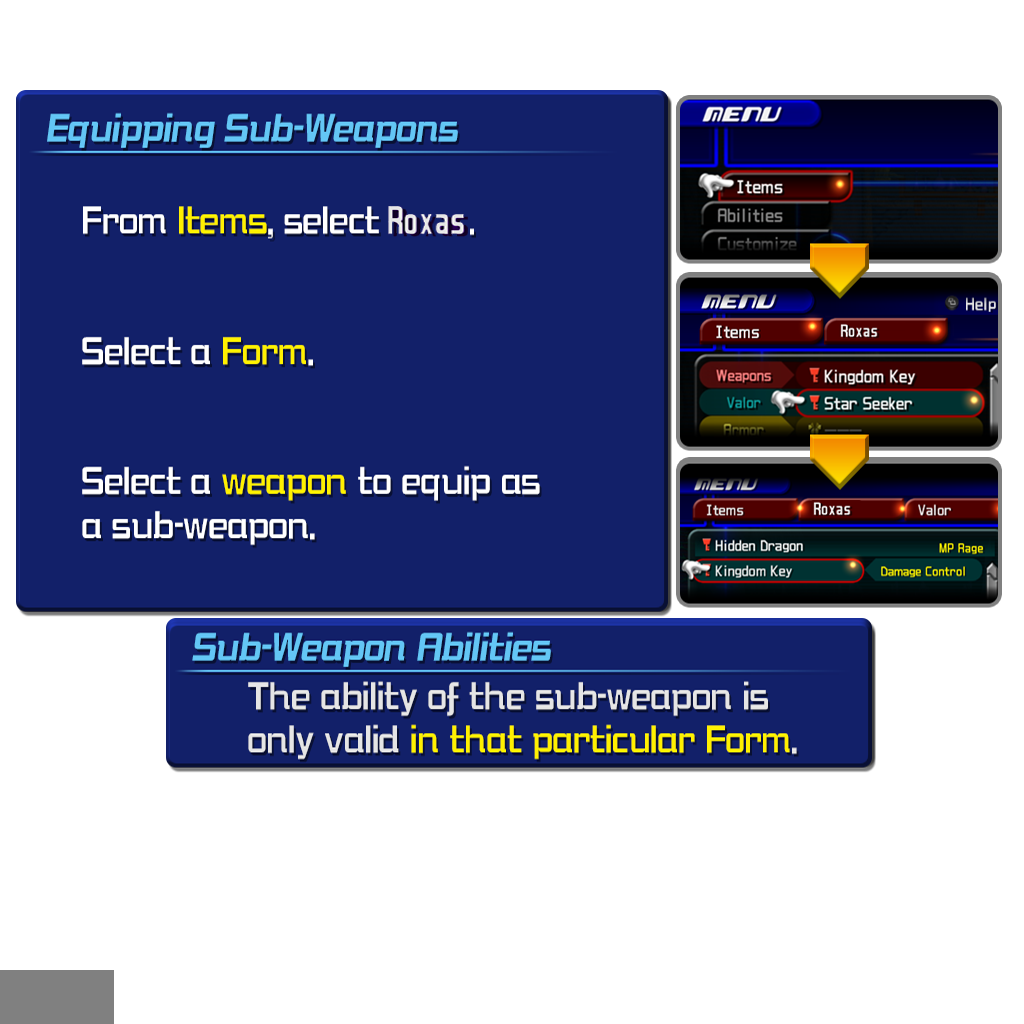 Equipping Sub-Weapons
From Items, select Roxas.
Select a Form.
Select a weapon to equip as
a sub-weapon.
MENU
Items
Abilities
Customize
MENU
Help
Items Roxas
Weapons Kingdom Key
Valor Star Seeker
Armor
MENU
Items Roxas Valor
Hidden Dragon MP Rage
Kingdom Key Damage Control
Sub-Weapon Abilities
The ability of the sub-weapon is
only valid in that particular Form.